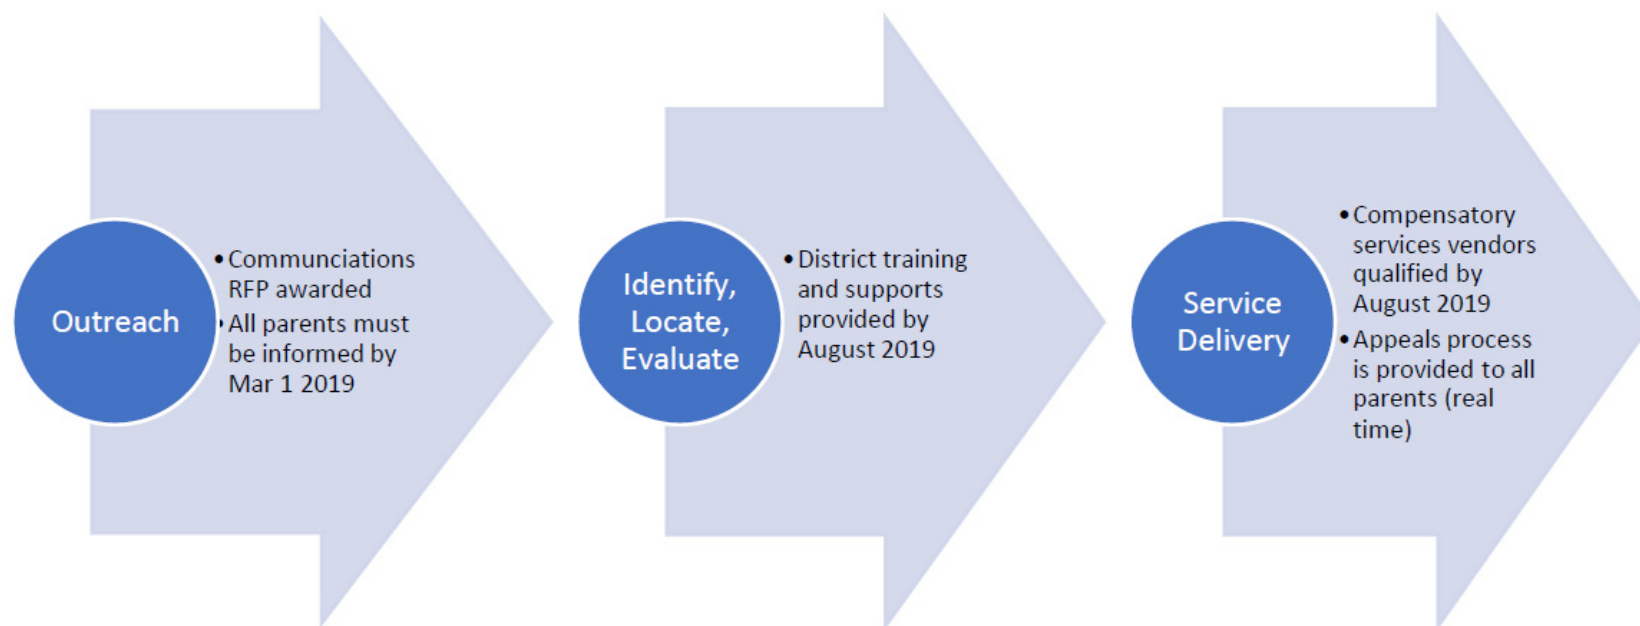 Outreach
• Communciations
RFP awarded
• All parents must
be informed by
Mar 1 2019
Identify,
Locate,
Evaluate
• District training
and supports
provided by
August 2019
Service
Delivery
• Compensatory
services vendors
qualified by
August 2019
• Appeals process
is provided to all
parents (real
time)